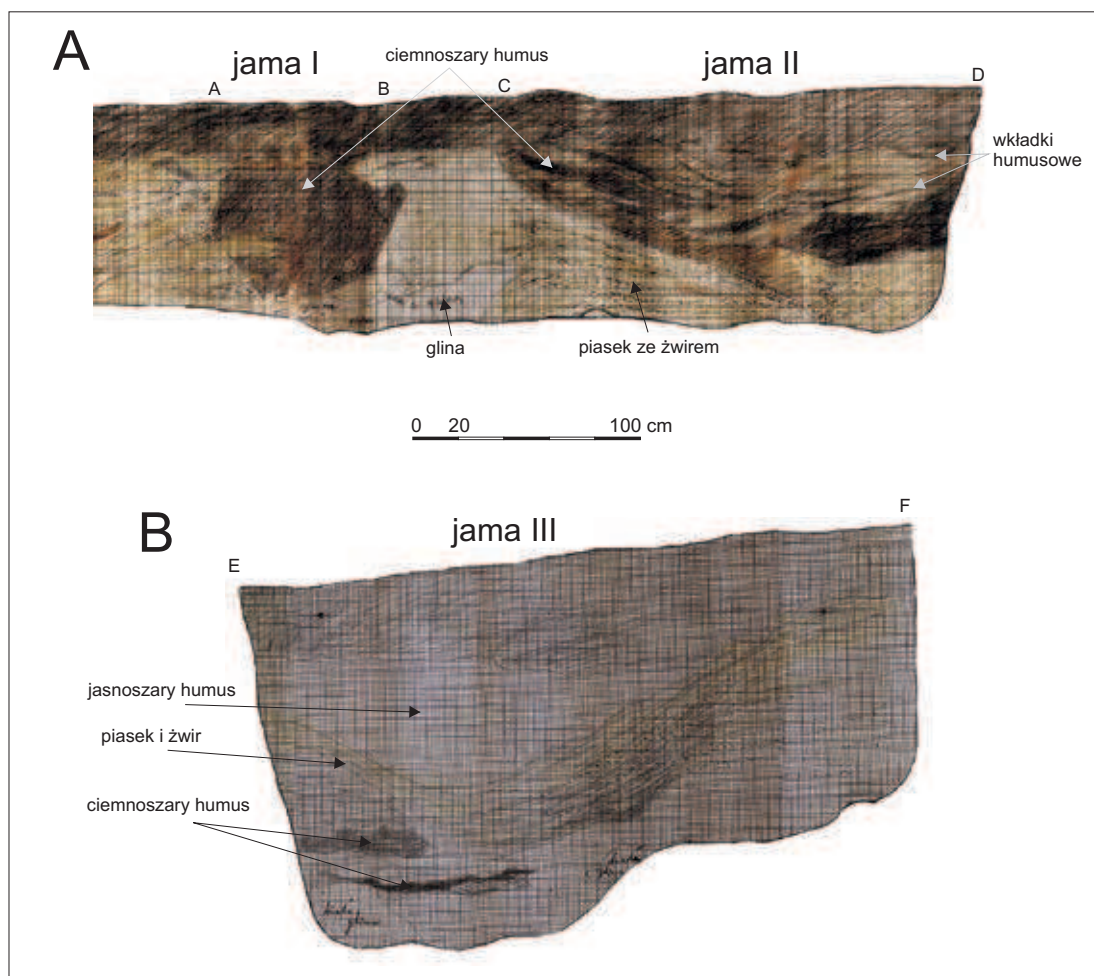 A
jama I
ciemnoszary humus
jama II
A
B
C
D
wkładki
humusowe
glina
piasek ze żwirem
0 20 100 cm
B
jama III
E
F
jasnoszary humus
piasek i żwir
ciemnoszary humus